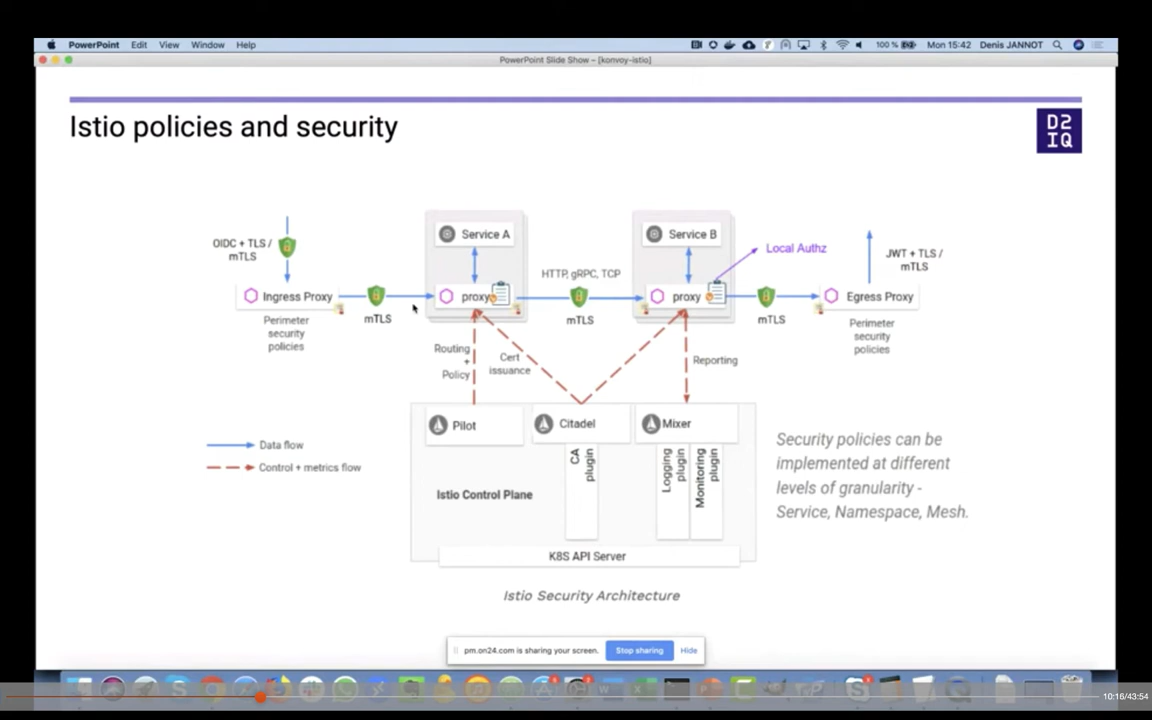 PowerPoint Edit View Window Help
100 % Mon 15:42 Denis JANNOT
PowerPoint Slide Show – [konvoy-istio]
Istio policies and security
D2
IQ
OIDC + TLS /
mTLS
Ingress Proxy
Perimeter
security
policies
mTLS
Service A
proxy
HTTP, gRPC, TCP
mTLS
Service B
proxy
Local Authz
mTLS
JWT + TLS /
mTLS
Egress Proxy
Perimeter
security
policies
Routing
+
Policy
Cert
issuance
Reporting
Data flow
Control + metrics flow
Pilot
Citadel
Mixer
CA
plugin
Logging
plugin
Monitoring
plugin
Istio Control Plane
K8S API Server
Security policies can be
implemented at different
levels of granularity -
Service, Namespace, Mesh.
Istio Security Architecture
pm.on24.com is sharing your screen. Stop sharing Hide
10:16/43:54